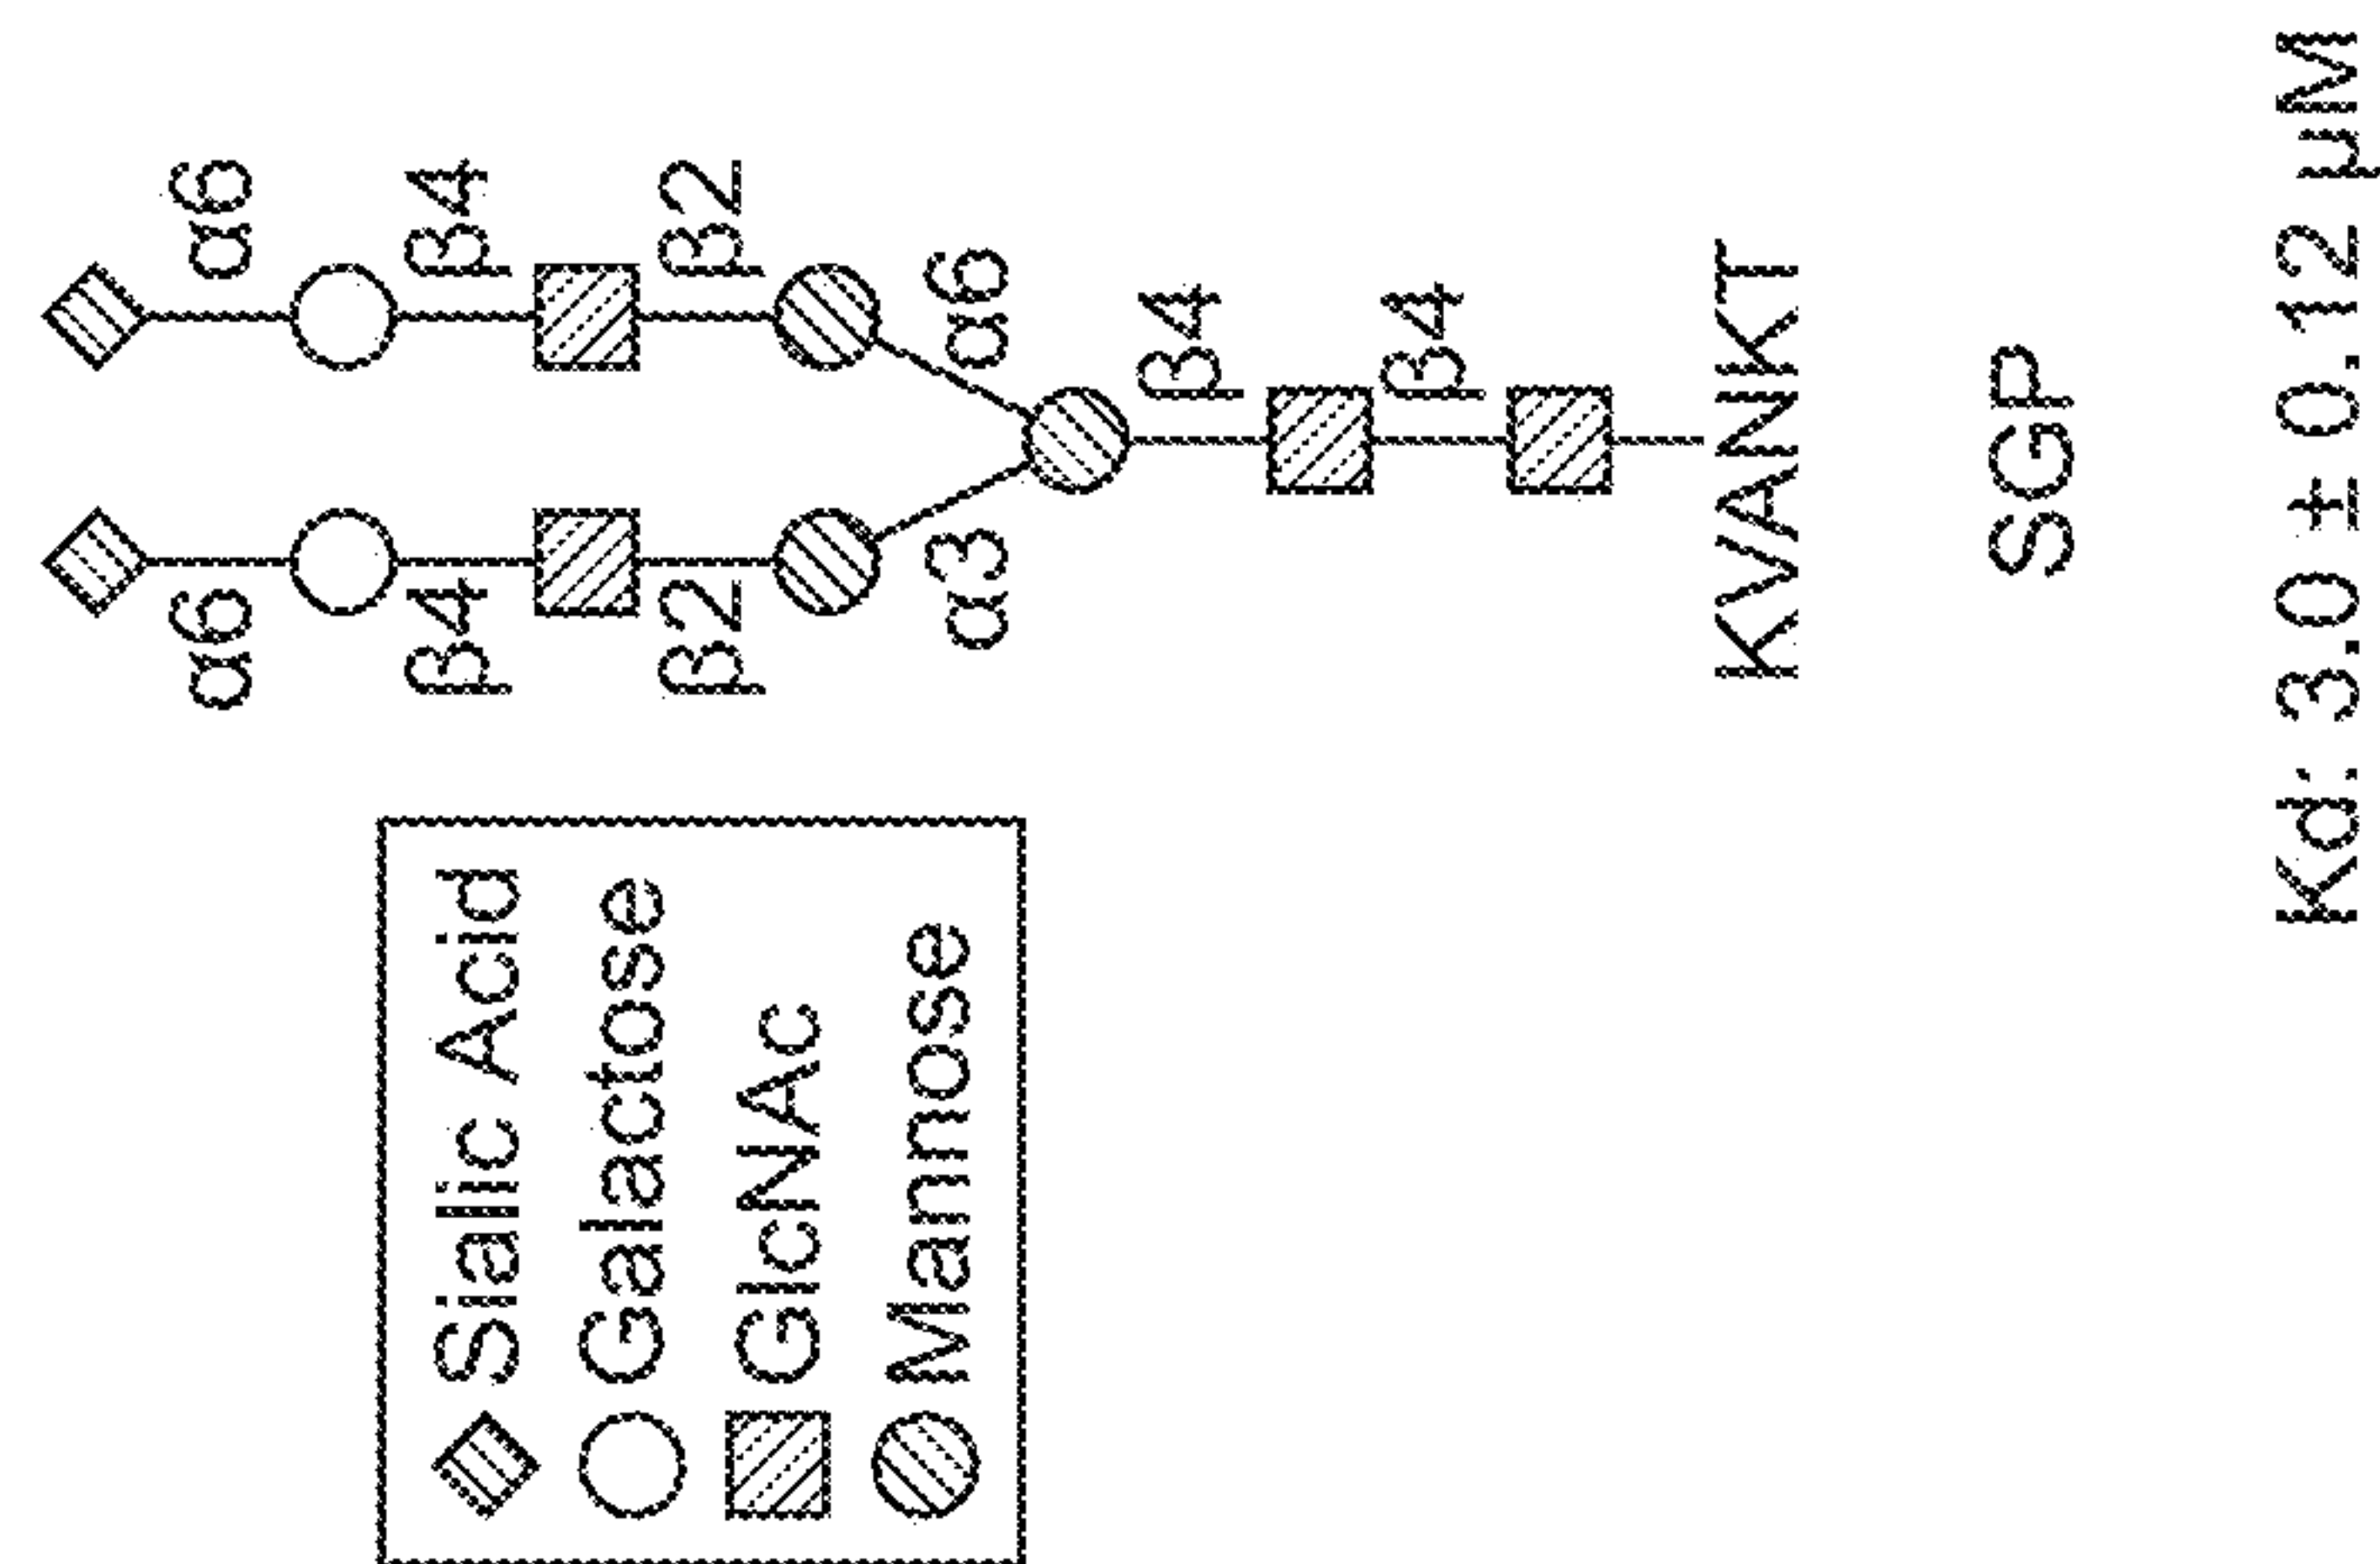 Sialic Acid
Galactose
GlcNAc
Mannose
α6 α6
β4 β4
β2 β2
α3 α6
β4
β4
KVANKT
SGP
Kd: 3.0 ± 0.12 μM